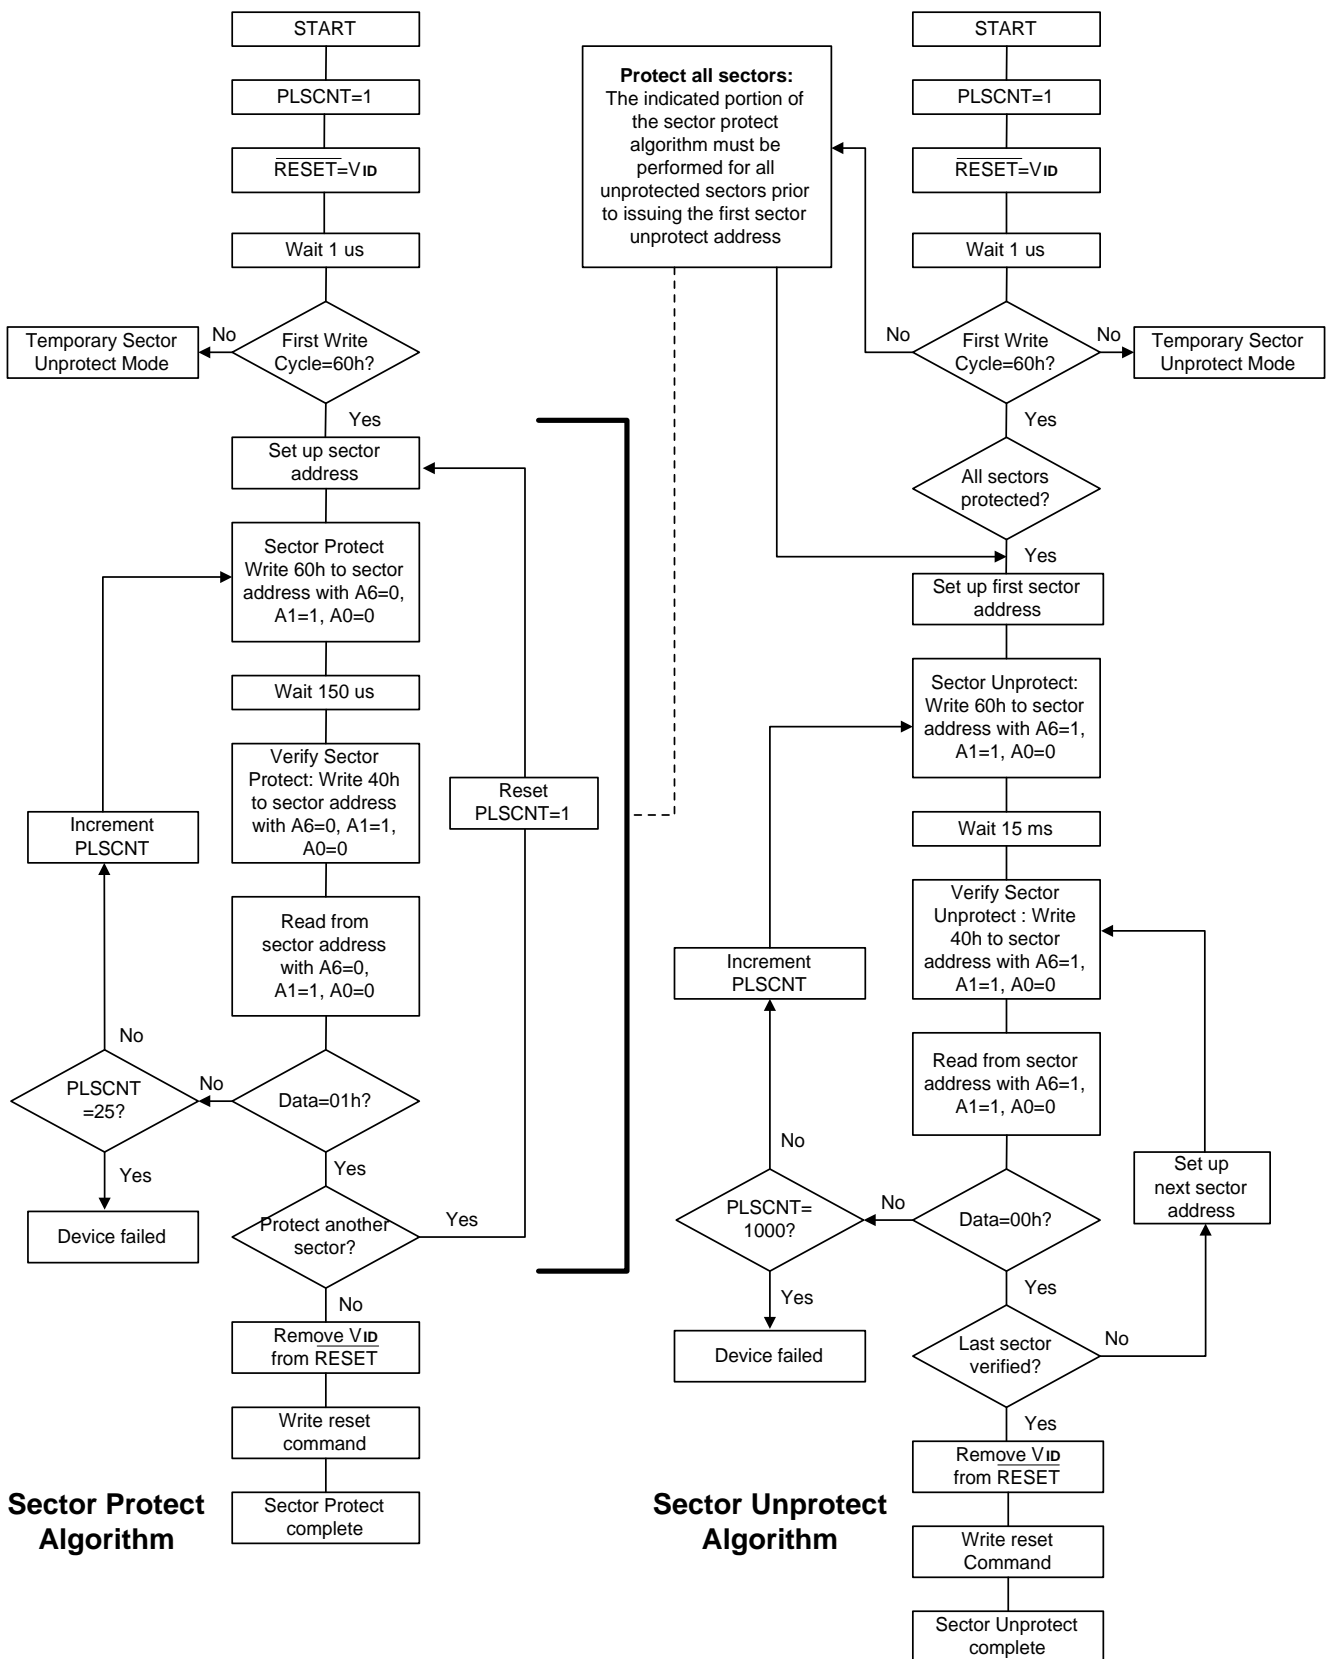 START
PLSCNT=1
RESET=VID
Wait 1 us
First Write
Cycle=60h?
No
Temporary Sector
Unprotect Mode
Yes
Set up sector
address
Sector Protect
Write 60h to sector
address with A6=0,
A1=1, A0=0
Wait 150 us
Verify Sector
Protect: Write 40h
to sector address
with A6=0, A1=1,
A0=0
Reset
PLSCNT=1
Increment
PLSCNT
Read from
sector address
with A6=0,
A1=1, A0=0
No
PLSCNT
=25?
No
Data=01h?
Yes
Device failed
Yes
Protect another
sector?
Yes
No
Remove VID
from RESET
Write reset
command
Sector Protect
complete
Sector Protect
Algorithm
Protect all sectors:
The indicated portion of
the sector protect
algorithm must be
performed for all
unprotected sectors prior
to issuing the first sector
unprotect address
START
PLSCNT=1
RESET=VID
Wait 1 us
No
First Write
Cycle=60h?
No
Temporary Sector
Unprotect Mode
Yes
All sectors
protected?
Yes
Set up first sector
address
Sector Unprotect:
Write 60h to sector
address with A6=1,
A1=1, A0=0
Wait 15 ms
Verify Sector
Unprotect : Write
40h to sector
address with A6=1,
A1=1, A0=0
Increment
PLSCNT
Read from sector
address with A6=1,
A1=1, A0=0
No
PLSCNT=
1000?
No
Data=00h?
Set up
next sector
address
Yes
Device failed
Yes
Last sector
verified?
No
Yes
Remove VID
from RESET
Write reset
Command
Sector Unprotect
complete
Sector Unprotect
Algorithm